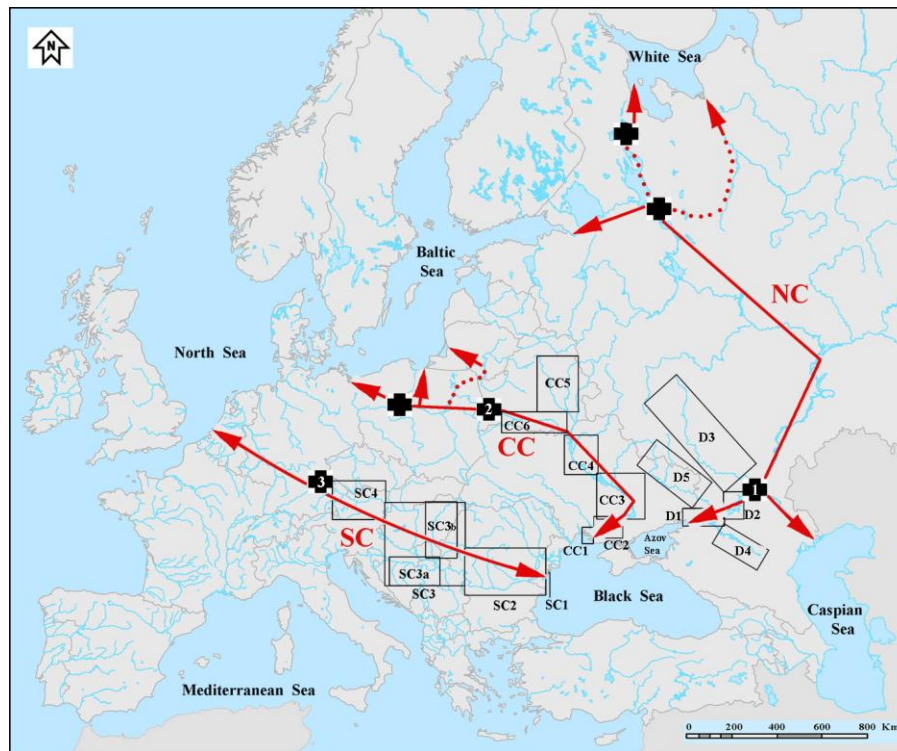 N
White Sea
Baltic
Sea
NC
North Sea
CC5
2
CC6
CC
D3
CC4
D5
3
SC4
CC3
1
D1
D2
SC3b
SC
CC1
CC2
Azov
Sea
D4
SC3a
SC3
SC2
SC1
Black Sea
Caspian
Sea
Mediterranean Sea
0 200 400 600 800 Km